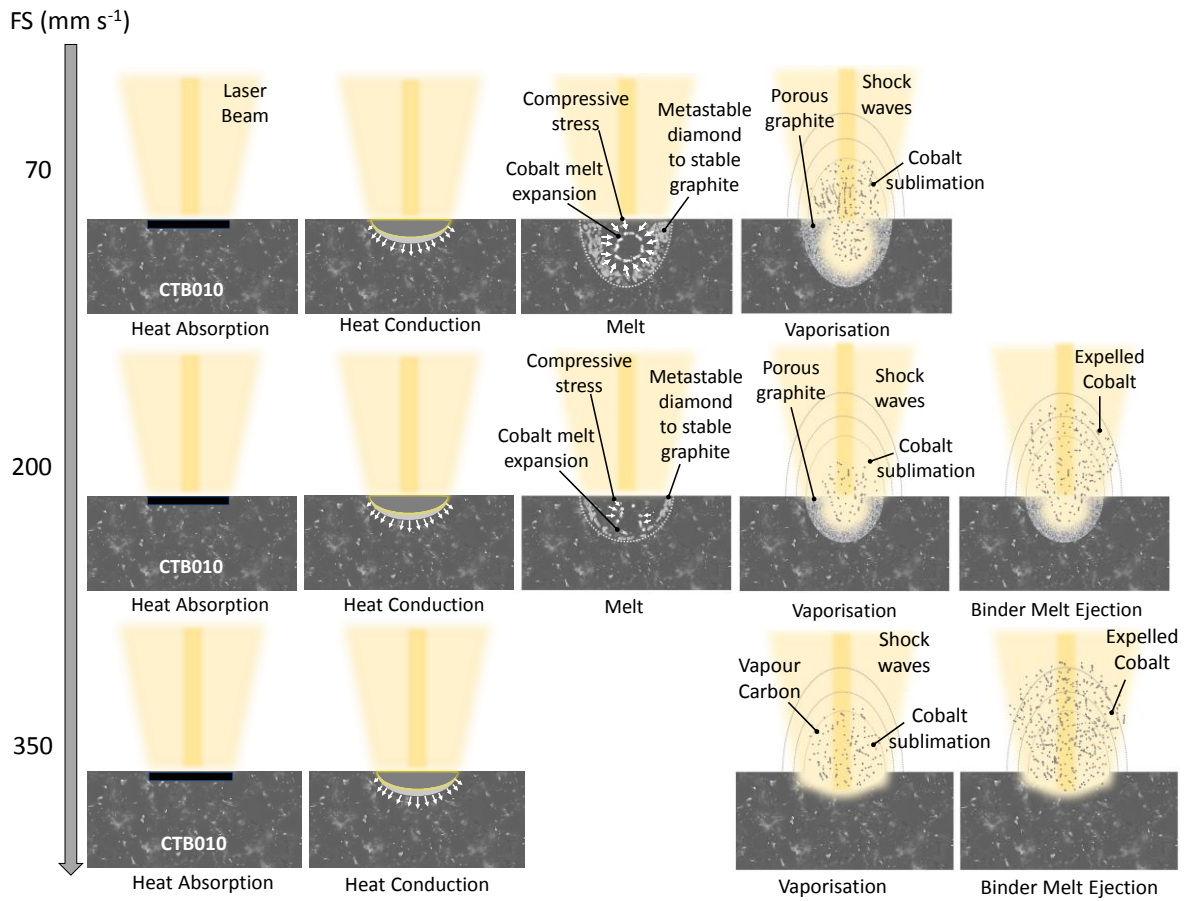 FS (mm s-1)
70
Laser
Beam
CTB010
Heat Absorption
Heat Conduction
Compressive
stress
Cobalt melt
expansion
Metastable
diamond
to stable
graphite
Melt
Porous
graphite
Shock
waves
Cobalt
sublimation
Vaporisation
200
CTB010
Heat Absorption
Heat Conduction
Compressive
stress
Cobalt melt
expansion
Metastable
diamond
to stable
graphite
Melt
Porous
graphite
Shock
waves
Cobalt
sublimation
Vaporisation
Expelled
Cobalt
Binder Melt Ejection
350
CTB010
Heat Absorption
Heat Conduction
Vapour
Carbon
Shock
waves
Cobalt
sublimation
Vaporisation
Expelled
Cobalt
Binder Melt Ejection